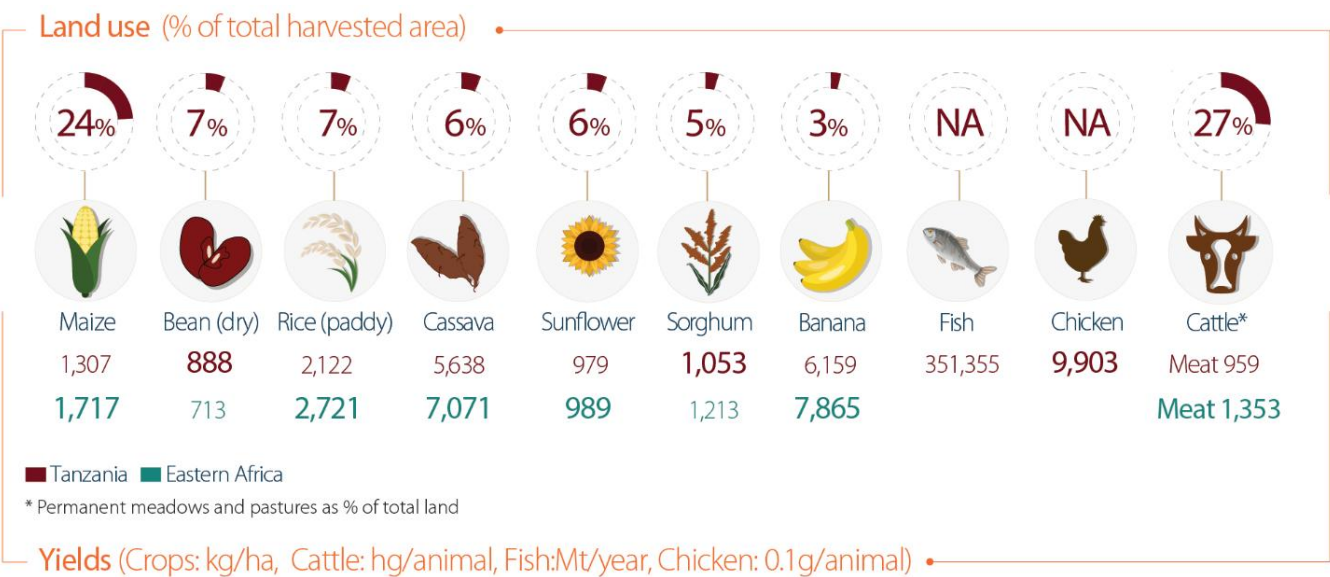 Land use (% of total harvested area)
24% 7% 7% 6% 6% 5% 3% NA NA 27%
Maize Bean (dry) Rice (paddy) Cassava Sunflower Sorghum Banana Fish Chicken Cattle*
1,307 888 2,122 5,638 979 1,053 6,159 351,355 9,903 Meat 959
1,717 713 2,721 7,071 989 1,213 7,865 Meat 1,353
Tanzania Eastern Africa
* Permanent meadows and pastures as % of total land
Yields (Crops: kg/ha, Cattle: hg/animal, Fish:Mt/year, Chicken: 0.1g/animal)